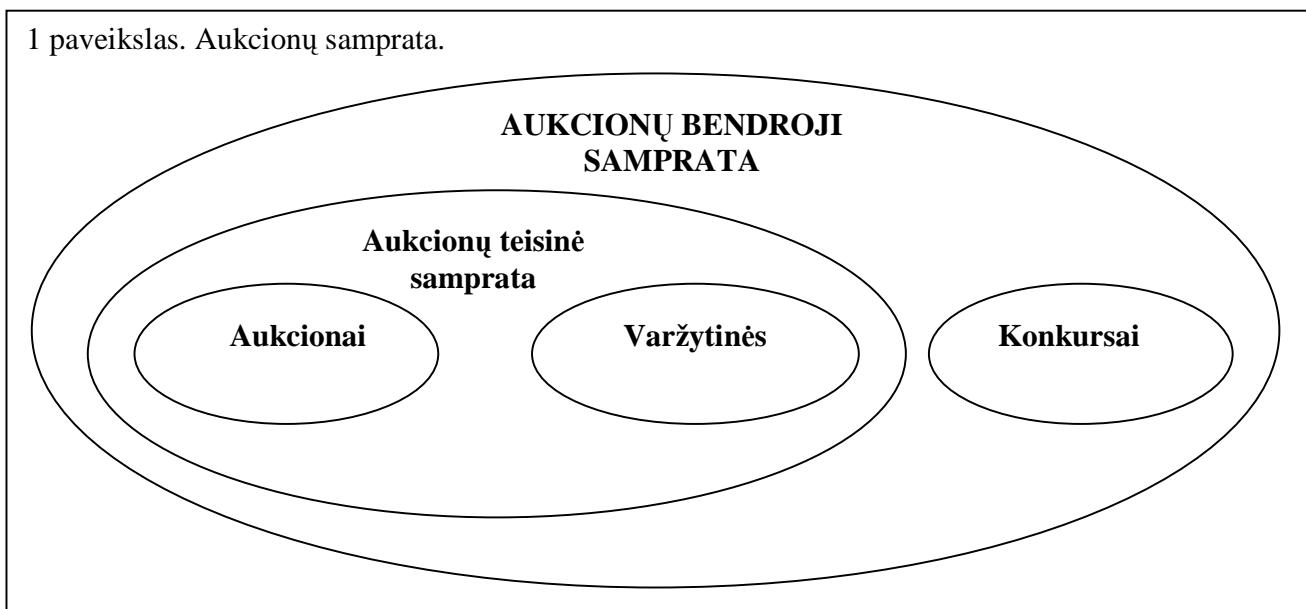 1 paveikslas. Aukcionų samprata.
AUKCIONŲ BENDROJI
SAMPRATA
Aukcionų teisinė
samprata
Aukcionai
Varžytinės
Konkursai